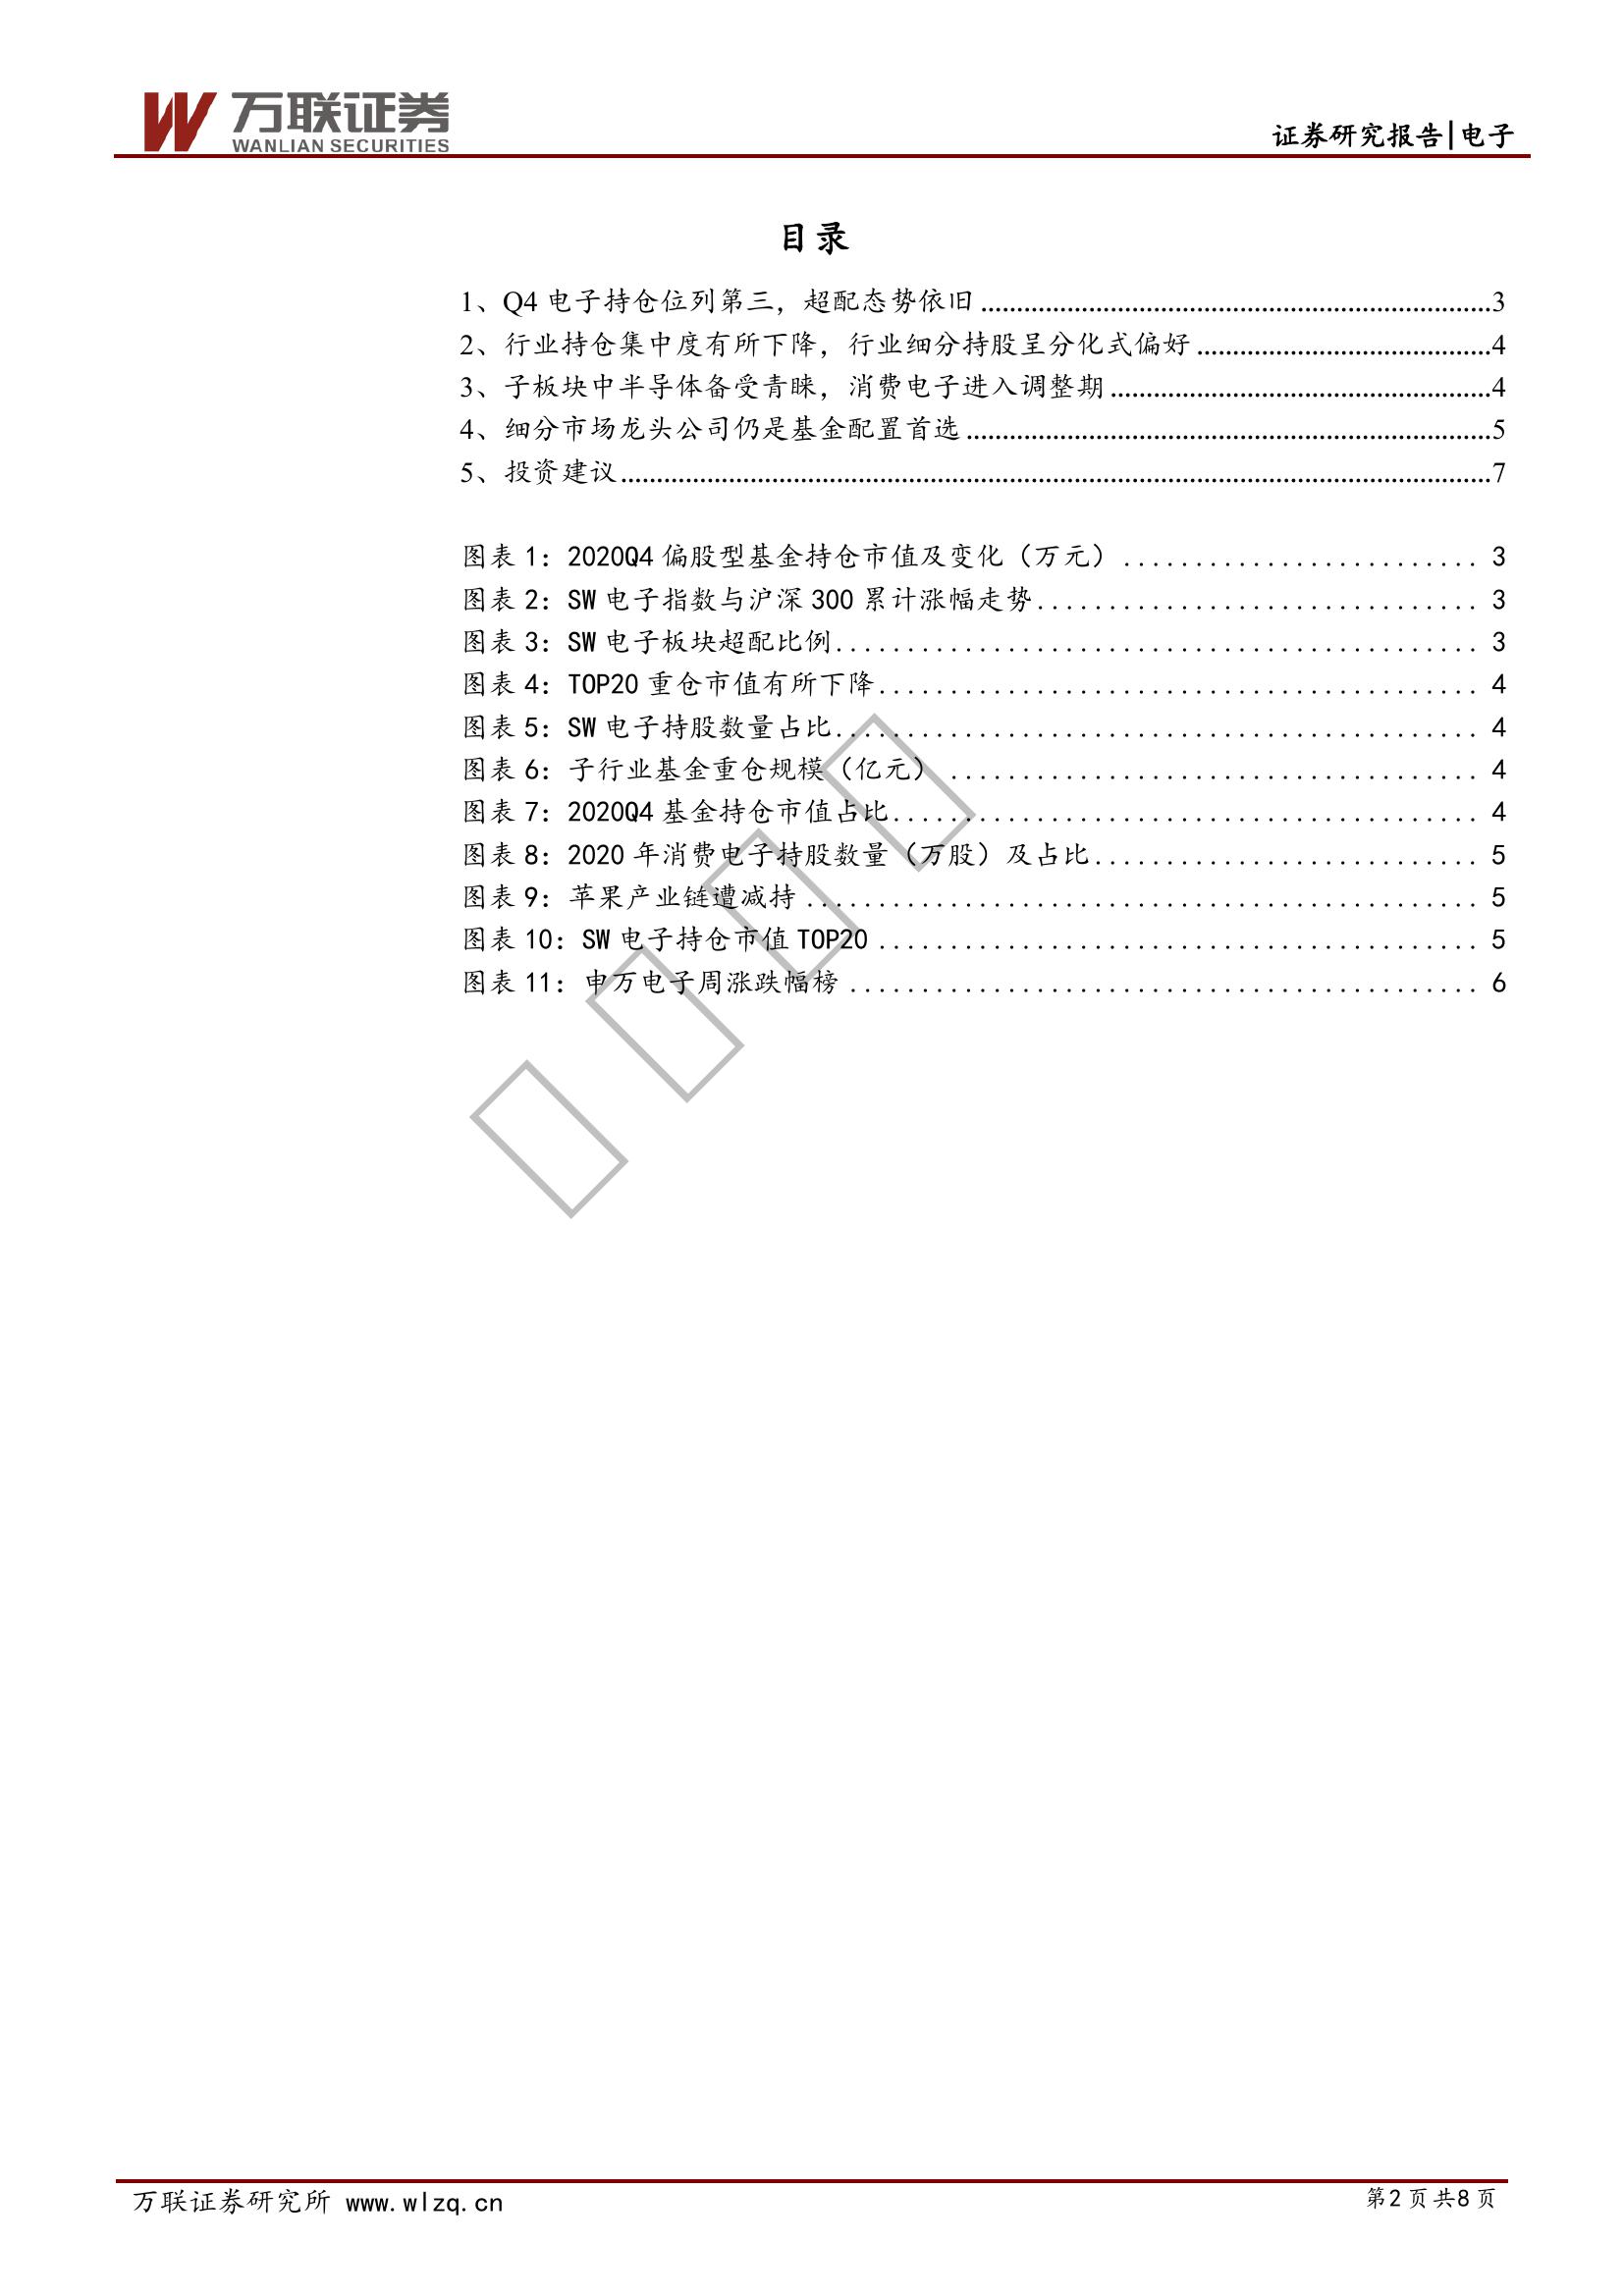 万联证券
WANLIAN SECURITIES
证券研究报告|电子
目录
1、Q4 电子持仓位列第三，超配态势依旧........................................................................3
2、行业持仓集中度有所下降，行业细分持股呈分化式偏好.........................................4
3、子板块中半导体备受青睐，消费电子进入调整期.....................................................4
4、细分市场龙头公司仍是基金配置首选.........................................................................5
5、投资建议.........................................................................................................................7
图表 1：2020Q4 偏股型基金持仓市值及变化（万元）......................... 3
图表 2：SW 电子指数与沪深 300 累计涨幅走势............................... 3
图表 3：SW 电子板块超配比例............................................. 3
图表 4：TOP20 重仓市值有所下降.......................................... 4
图表 5：SW 电子持股数量占比............................................. 4
图表 6：子行业基金重仓规模（亿元）..................................... 4
图表 7：2020Q4 基金持仓市值占比......................................... 4
图表 8：2020 年消费电子持股数量（万股）及占比........................... 5
图表 9：苹果产业链遭减持............................................... 5
图表 10：SW 电子持仓市值 TOP20.......................................... 5
图表 11：申万电子周涨跌幅榜............................................ 6
万联证券研究所 www.wlzq.cn
第2页共8页